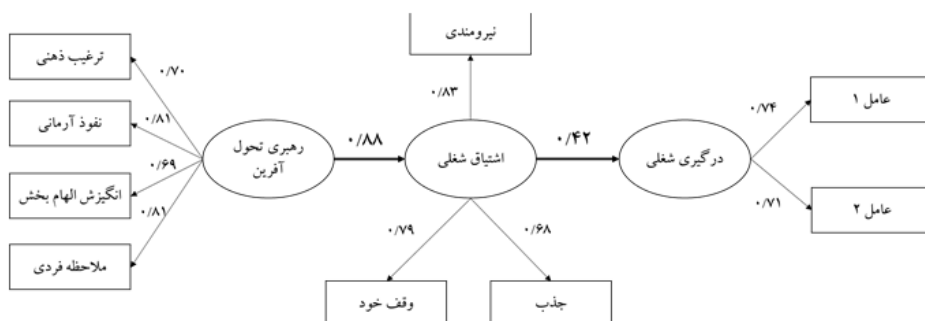 نیرومندی
ترغیب ذهنی
۰/۷۰
۰/۸۳
عامل ۱
۰/۷۴
نفوذ آرمانی
۰/۸۱
رهبری تحول
آفرین
۰/۸۸
اشتیاق شغلی
۰/۴۲
درگیری شغلی
انگیزش الهام بخش
۰/۶۹
۰/۷۱
عامل ۲
ملاحظه فردی
۰/۸۱
۰/۷۹
۰/۶۸
وقف خود
جذب